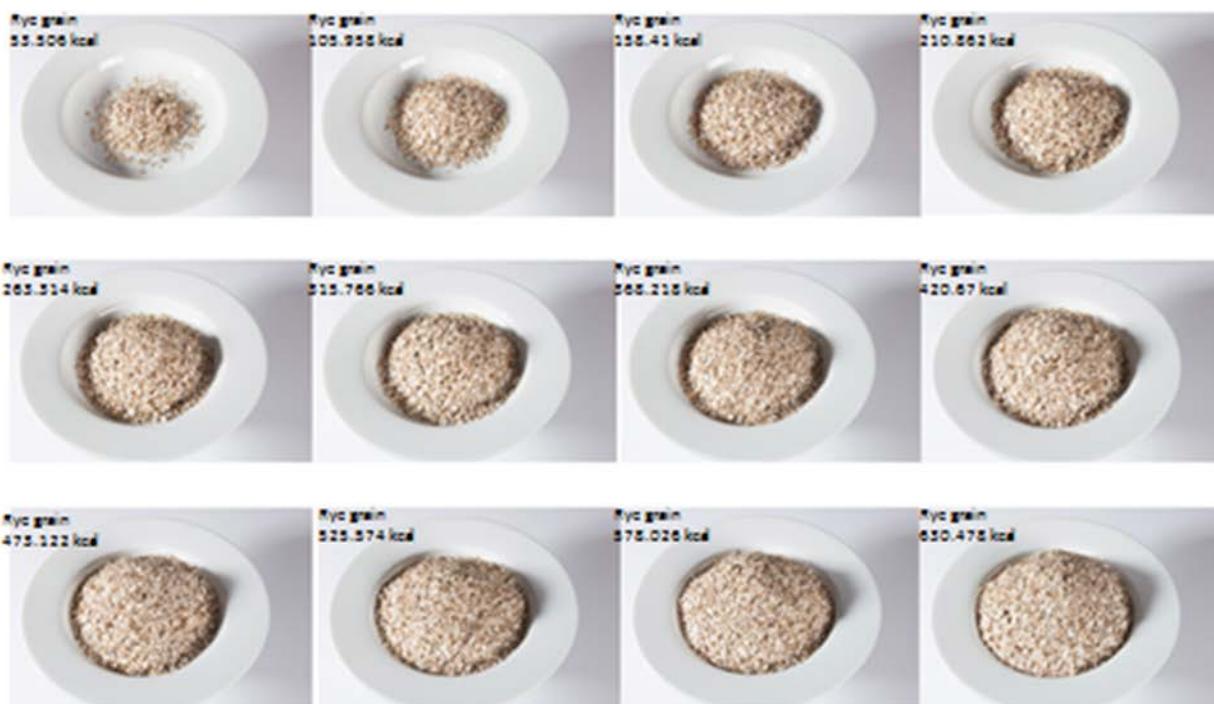 Rye grain
53.506 kcal
Rye grain
105.958 kcal
Rye grain
158.41 kcal
Rye grain
210.862 kcal
Rye grain
263.314 kcal
Rye grain
315.766 kcal
Rye grain
368.218 kcal
Rye grain
420.67 kcal
Rye grain
473.122 kcal
Rye grain
525.574 kcal
Rye grain
578.026 kcal
Rye grain
630.478 kcal